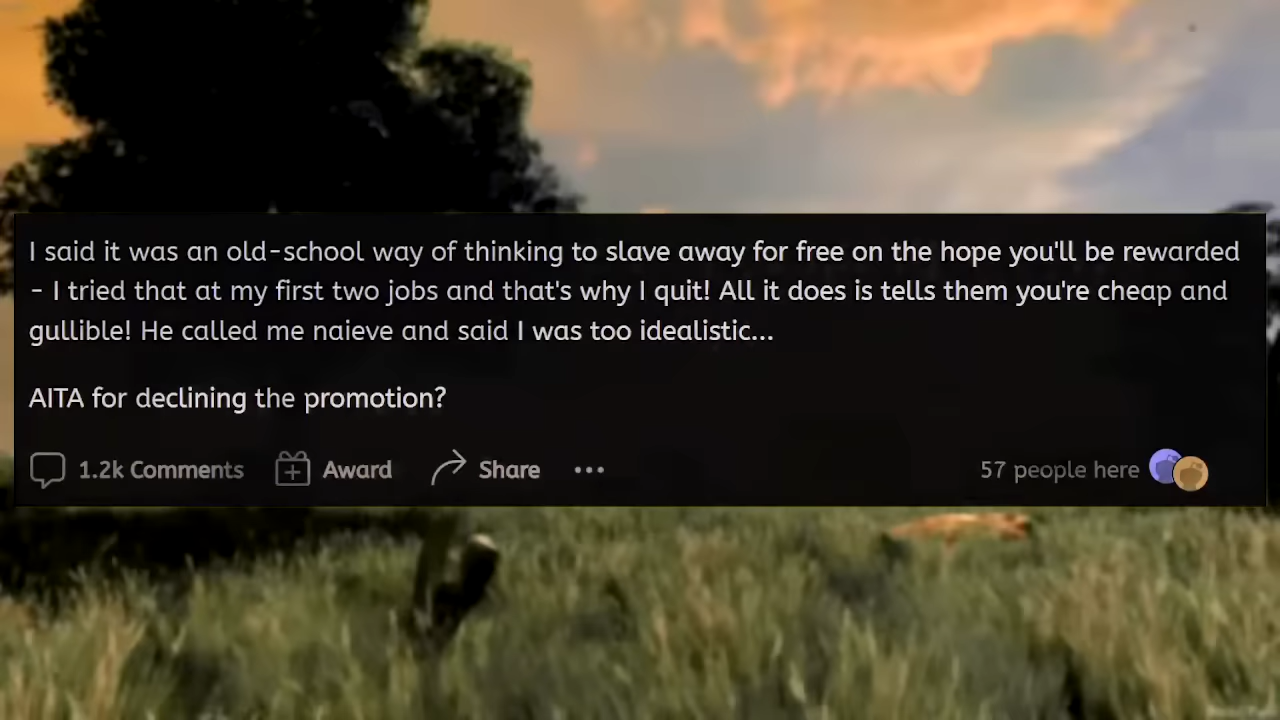 I said it was an old-school way of thinking to slave away for free on the hope you'll be rewarded
- I tried that at my first two jobs and that's why I quit! All it does is tells them you're cheap and
gullible! He called me naieve and said I was too idealistic...
AITA for declining the promotion?
1.2k Comments Award Share ... 57 people here